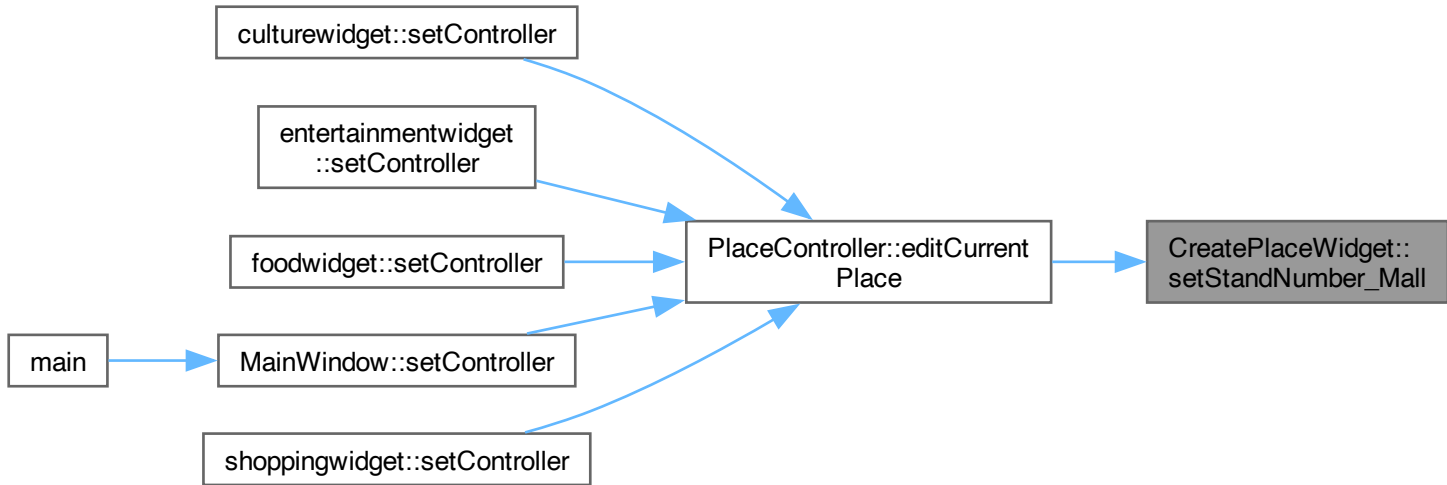 culturewidget::setController
entertainmentwidget
::setController
foodwidget::setController
main
MainWindow::setController
shoppingwidget::setController
PlaceController::editCurrent
Place
CreatePlaceWidget::
setStandNumber_Mall